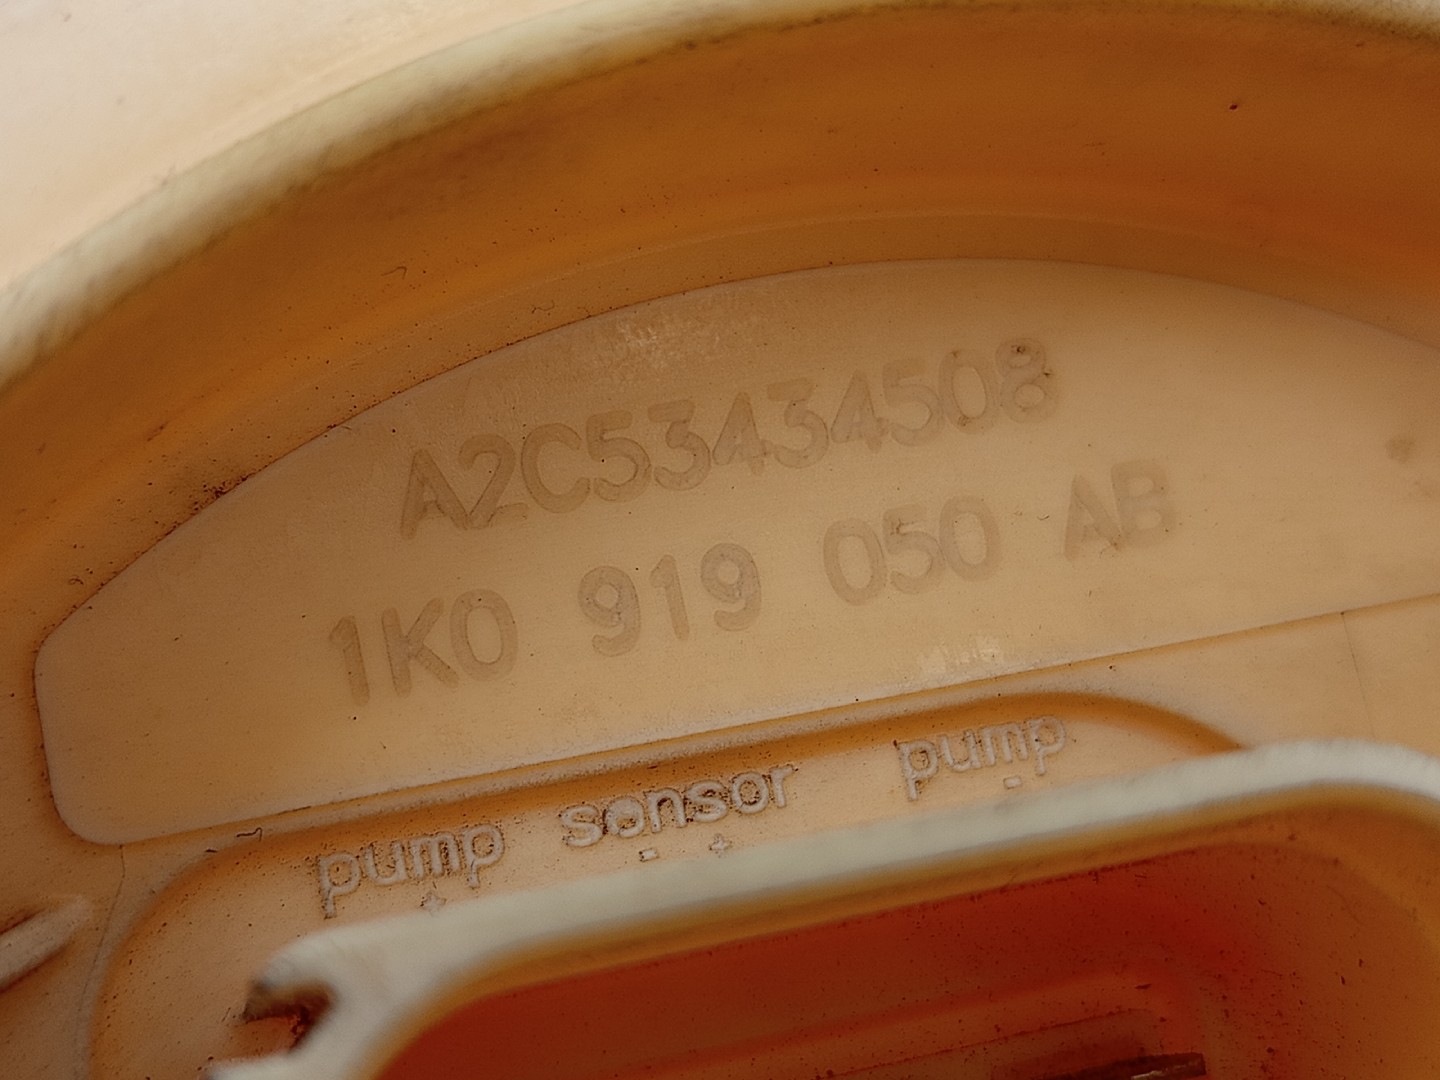 A2C53434508
1K0 919 050 AB
pump sensor pump
+ - + -